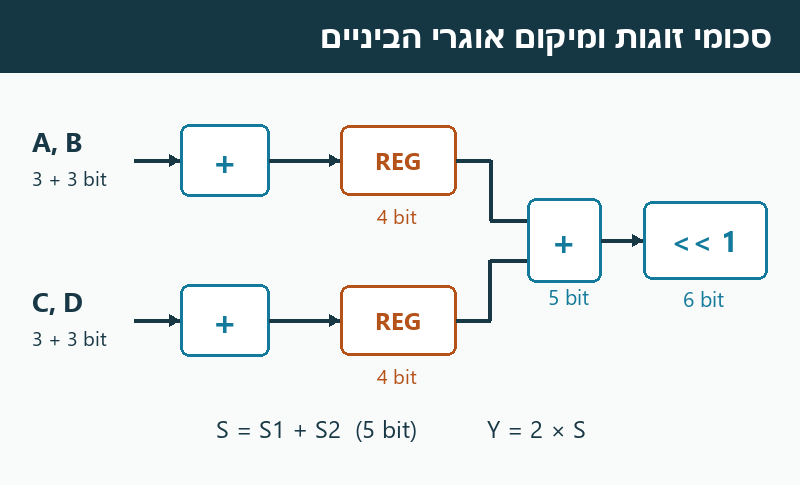 סכומי זוגות ומיקום אוגרי הביניים
A, B
3 + 3 bit
+
REG
4 bit
+
5 bit
<< 1
6 bit
C, D
3 + 3 bit
+
REG
4 bit
S = S1 + S2 (5 bit)
Y = 2 × S